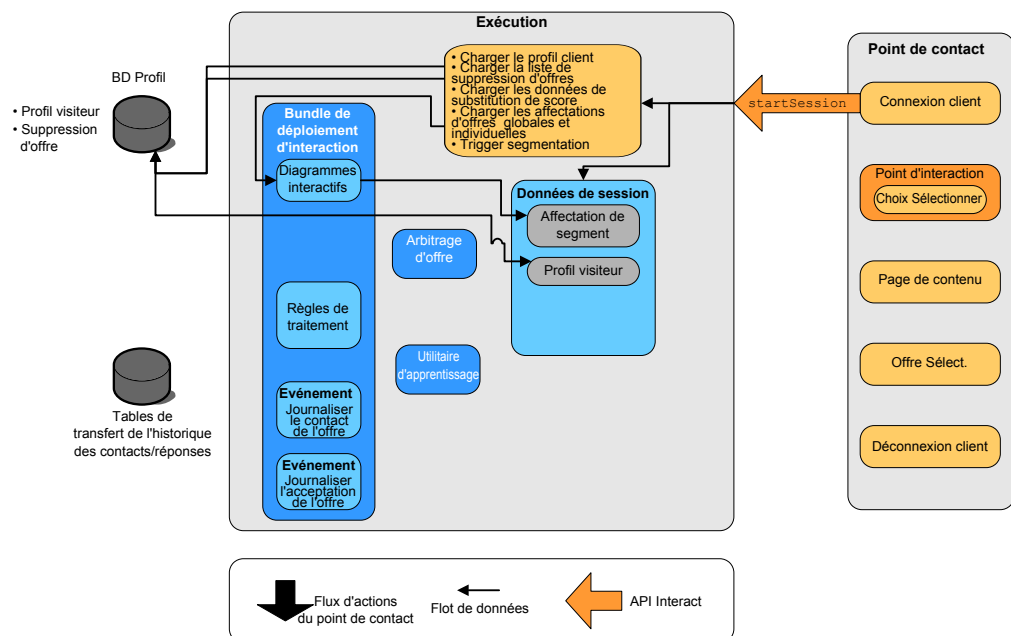 Exécution
• Charger le profil client
• Charger la liste de
suppression d'offres
• Charger les données de
substitution de score
• Charger les affectations
d'offres globales et
individuelles
• Trigger segmentation
BD Profil
• Profil visiteur
• Suppression
d'offre
Bundle de
déploiement
d'interaction
Diagrammes
interactifs
Règles de
traitement
Evénement
Journaliser
le contact
de l'offre
Evénement
Journaliser
l'acceptation
de l'offre
Arbitrage
d'offre
Utilitaire
d'apprentissage
Données de session
Affectation de
segment
Profil visiteur
Tables de
transfert de l'historique
des contacts/réponses
startSession
Point de contact
Connexion client
Point d'interaction
Choix Sélectionner
Page de contenu
Offre Sélect.
Déconnexion client
Flux d'actions
du point de contact
Flot de données
API Interact